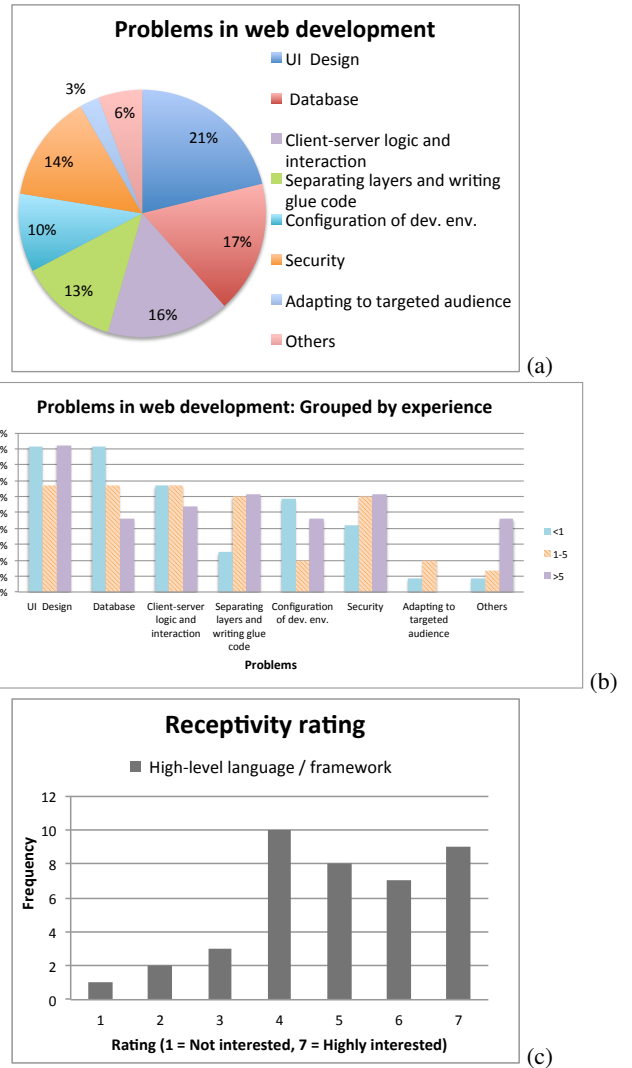 Problems in web development
UI Design
Database
Client-server logic and
interaction
Separating layers and writing
glue code
Configuration of dev. env.
Security
Adapting to targeted audience
Others
3%
6%
21%
14%
10%
17%
13%
16%
(a)
Problems in web development: Grouped by experience
%
%
%
%
%
%
%
%
%
%
%
<1
1-5
>5
UI Design Database Client-server Separating Configuration Security Adapting to Others
logic and layers and of dev. env. targeted
interaction writing glue audience
code
Problems
(b)
Receptivity rating
High-level language / framework
12
10
8
6
4
2
0
Frequency
1 2 3 4 5 6 7
Rating (1 = Not interested, 7 = Highly interested)
(c)